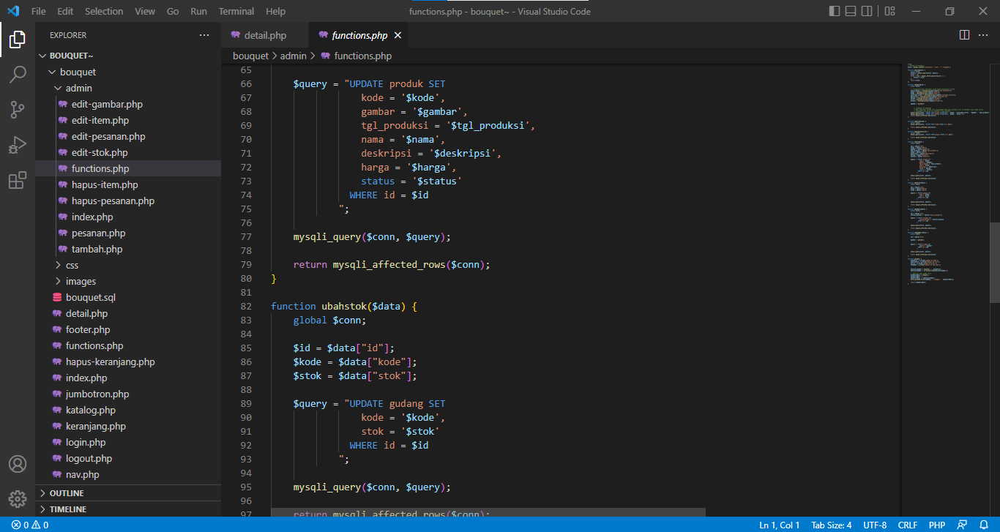 File Edit Selection View Go Run Terminal Help
functions.php - bouquet~ - Visual Studio Code
EXPLORER
BOUQUET~
bouquet
admin
edit-gambar.php
edit-item.php
edit-pesanan.php
edit-stok.php
functions.php
hapus-item.php
hapus-pesanan.php
index.php
pesanan.php
tambah.php
css
images
bouquet.sql
detail.php
footer.php
functions.php
hapus-keranjang.php
index.php
jumbotron.php
katalog.php
keranjang.php
login.php
logout.php
nav.php
OUTLINE
TIMELINE
detail.php functions.php
bouquet > admin > functions.php
65
66 $query = "UPDATE produk SET
67 kode = '$kode',
68 gambar = '$gambar',
69 tgl_produksi = '$tgl_produksi',
70 nama = '$nama',
71 deskripsi = '$deskripsi',
72 harga = '$harga',
73 status = '$status'
74 WHERE id = $id
75 ";
76
77 mysqli_query($conn, $query);
78
79 return mysqli_affected_rows($conn);
80 }
81
82 function ubahstok($data) {
83 global $conn;
84
85 $id = $data["id"];
86 $kode = $data["kode"];
87 $stok = $data["stok"];
88
89 $query = "UPDATE gudang SET
90 kode = '$kode',
91 stok = '$stok'
92 WHERE id = $id
93 ";
94
95 mysqli_query($conn, $query);
96
97 return mysqli_affected_rows($conn);
0 0
Ln 1, Col 1 Tab Size: 4 UTF-8 CRLF PHP